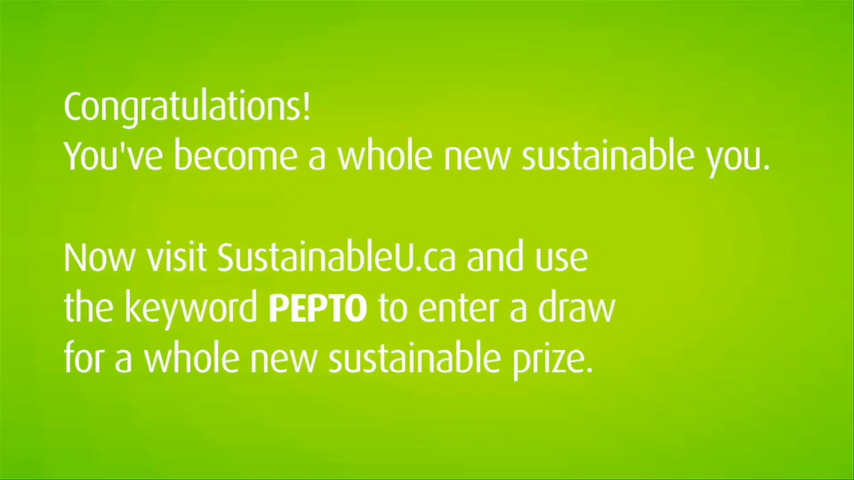 Congratulations!
You've become a whole new sustainable you.
Now visit SustainableU.ca and use
the keyword PEPTO to enter a draw
for a whole new sustainable prize.